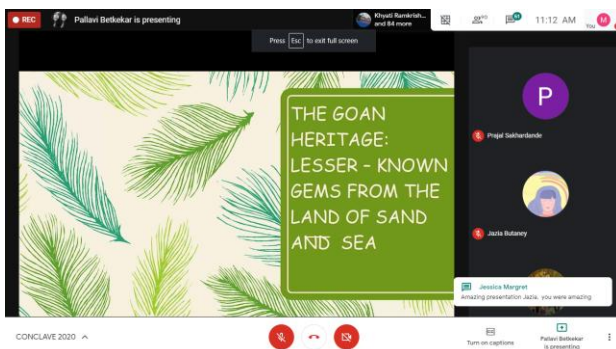 REC
Pallavi Betkekar is presenting
Khyati Ramkrish...
and 84 more
11:12 AM
You
M
Press Esc to exit full screen
THE GOAN
HERITAGE:
LESSER - KNOWN
GEMS FROM THE
LAND OF SAND
AND SEA
P
Prajal Sakhardande
Jazla Butaney
Jessica Margret
Amazing presentation Jazla, you were amazing
CONCLAVE 2020
Turn on captions
Pallavi Betkekar
is presenting